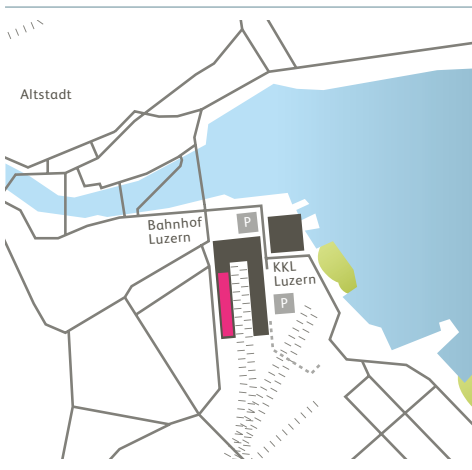 Altstadt
Bahnhof
Luzern
P
KKL
Luzern
P